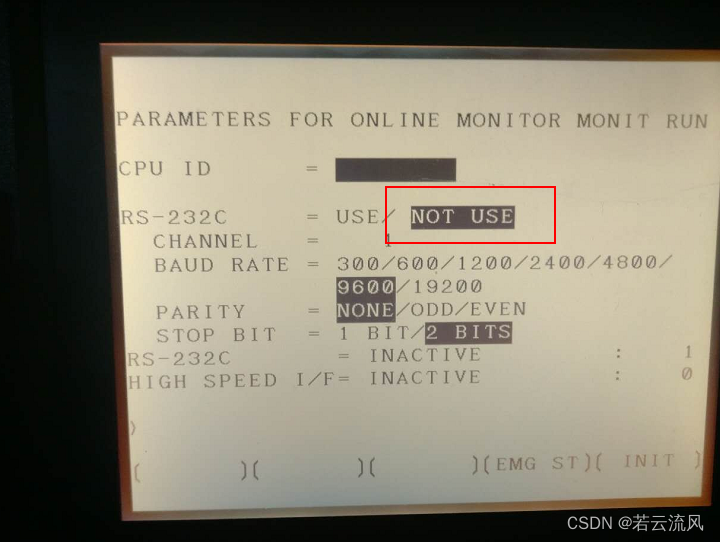 PARAMETERS FOR ONLINE MONITOR MONIT RUN
CPU ID =
RS-232C = USE/ NOT USE
CHANNEL = 1
BAUD RATE = 300/600/1200/2400/4800/
9600/19200
PARITY = NONE/ODD/EVEN
STOP BIT = 1 BIT/2 BITS
RS-232C = INACTIVE : 1
HIGH SPEED I/F= INACTIVE : 0
)
( )( )( )(EMG ST)( INIT )
CSDN @若云流风